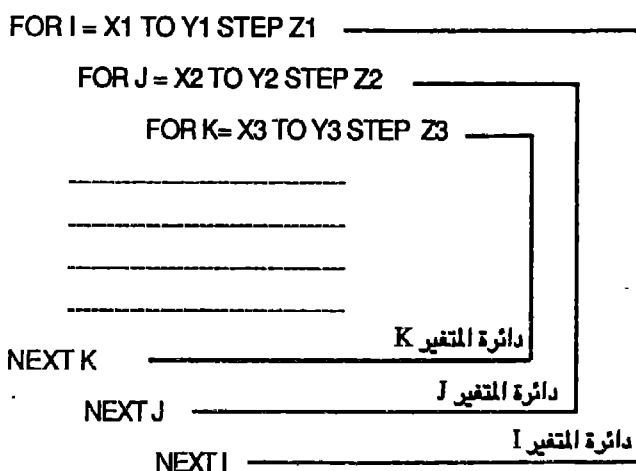 FOR I = X1 TO Y1 STEP Z1
FOR J = X2 TO Y2 STEP Z2
FOR K= X3 TO Y3 STEP Z3
دائرة المتغير K
NEXT K
دائرة المتغير J
NEXT J
دائرة المتغير I
NEXT I